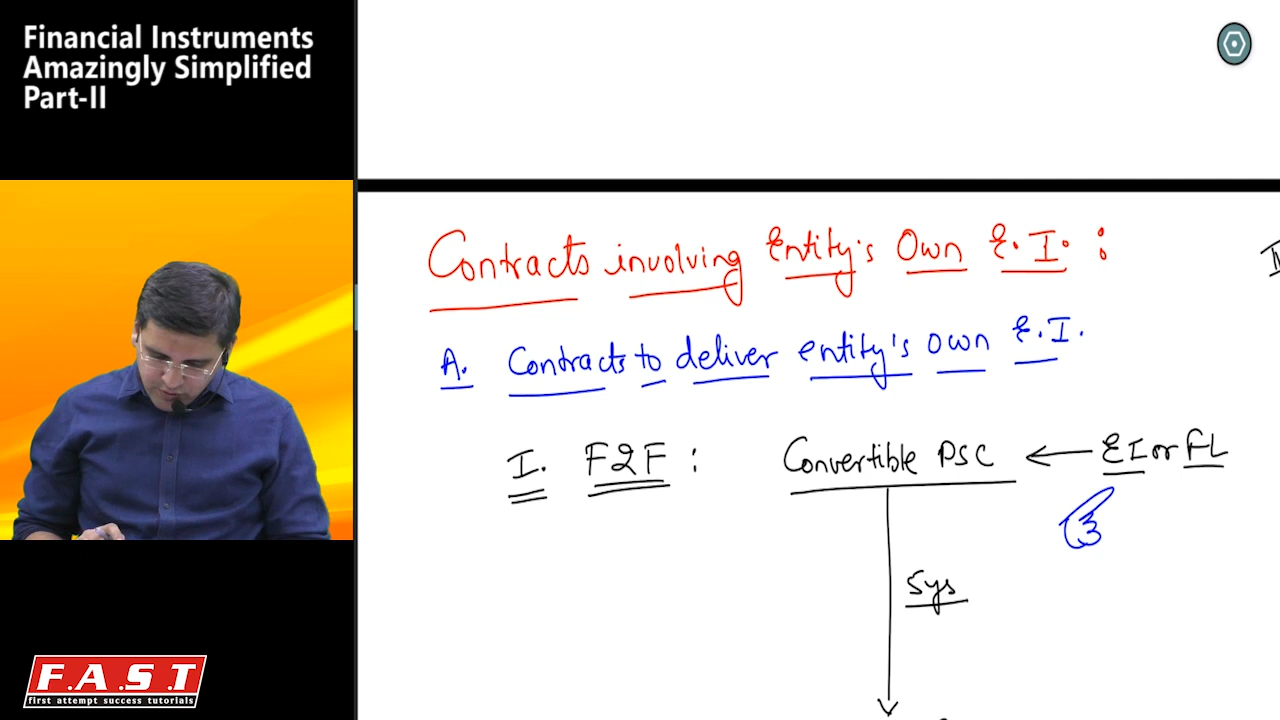 Financial Instruments
Amazingly Simplified
Part-II
Contracts involving Entity's Own E.I. :
A. Contracts to deliver entity's own E.I.
I. F2F : Convertible PSC ← EI or FL
5ys
F.A.S.T
first attempt success tutorials